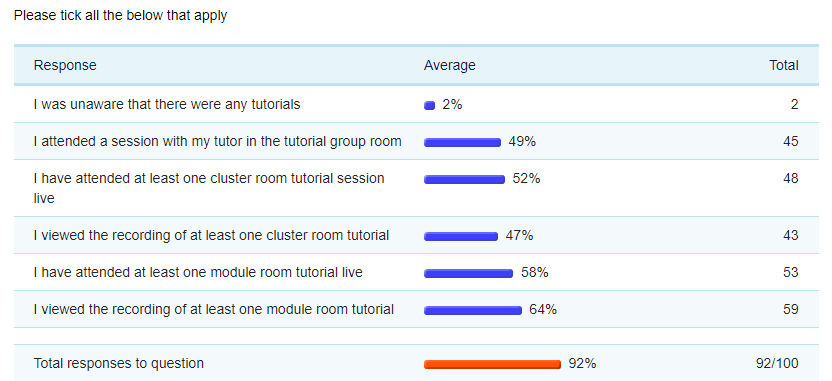 Please tick all the below that apply
Response Average Total
I was unaware that there were any tutorials 2% 2
I attended a session with my tutor in the tutorial group room 49% 45
I have attended at least one cluster room tutorial session 52% 48
live
I viewed the recording of at least one cluster room tutorial 47% 43
I have attended at least one module room tutorial live 58% 53
I viewed the recording of at least one module room tutorial 64% 59
Total responses to question 92% 92/100